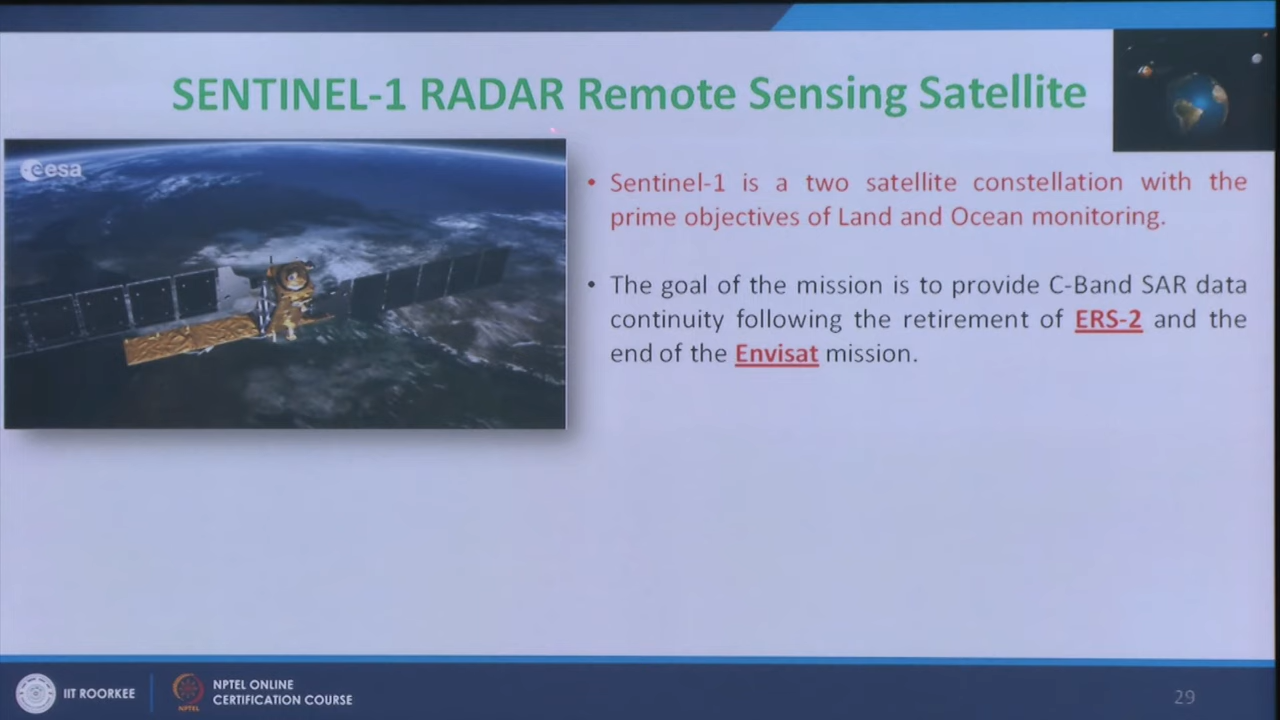 SENTINEL-1 RADAR Remote Sensing Satellite
eesa
• Sentinel-1 is a two satellite constellation with the
prime objectives of Land and Ocean monitoring.
• The goal of the mission is to provide C-Band SAR data
continuity following the retirement of ERS-2 and the
end of the Envisat mission.
IIT ROORKEE
NPTEL
NPTEL ONLINE
CERTIFICATION COURSE
29